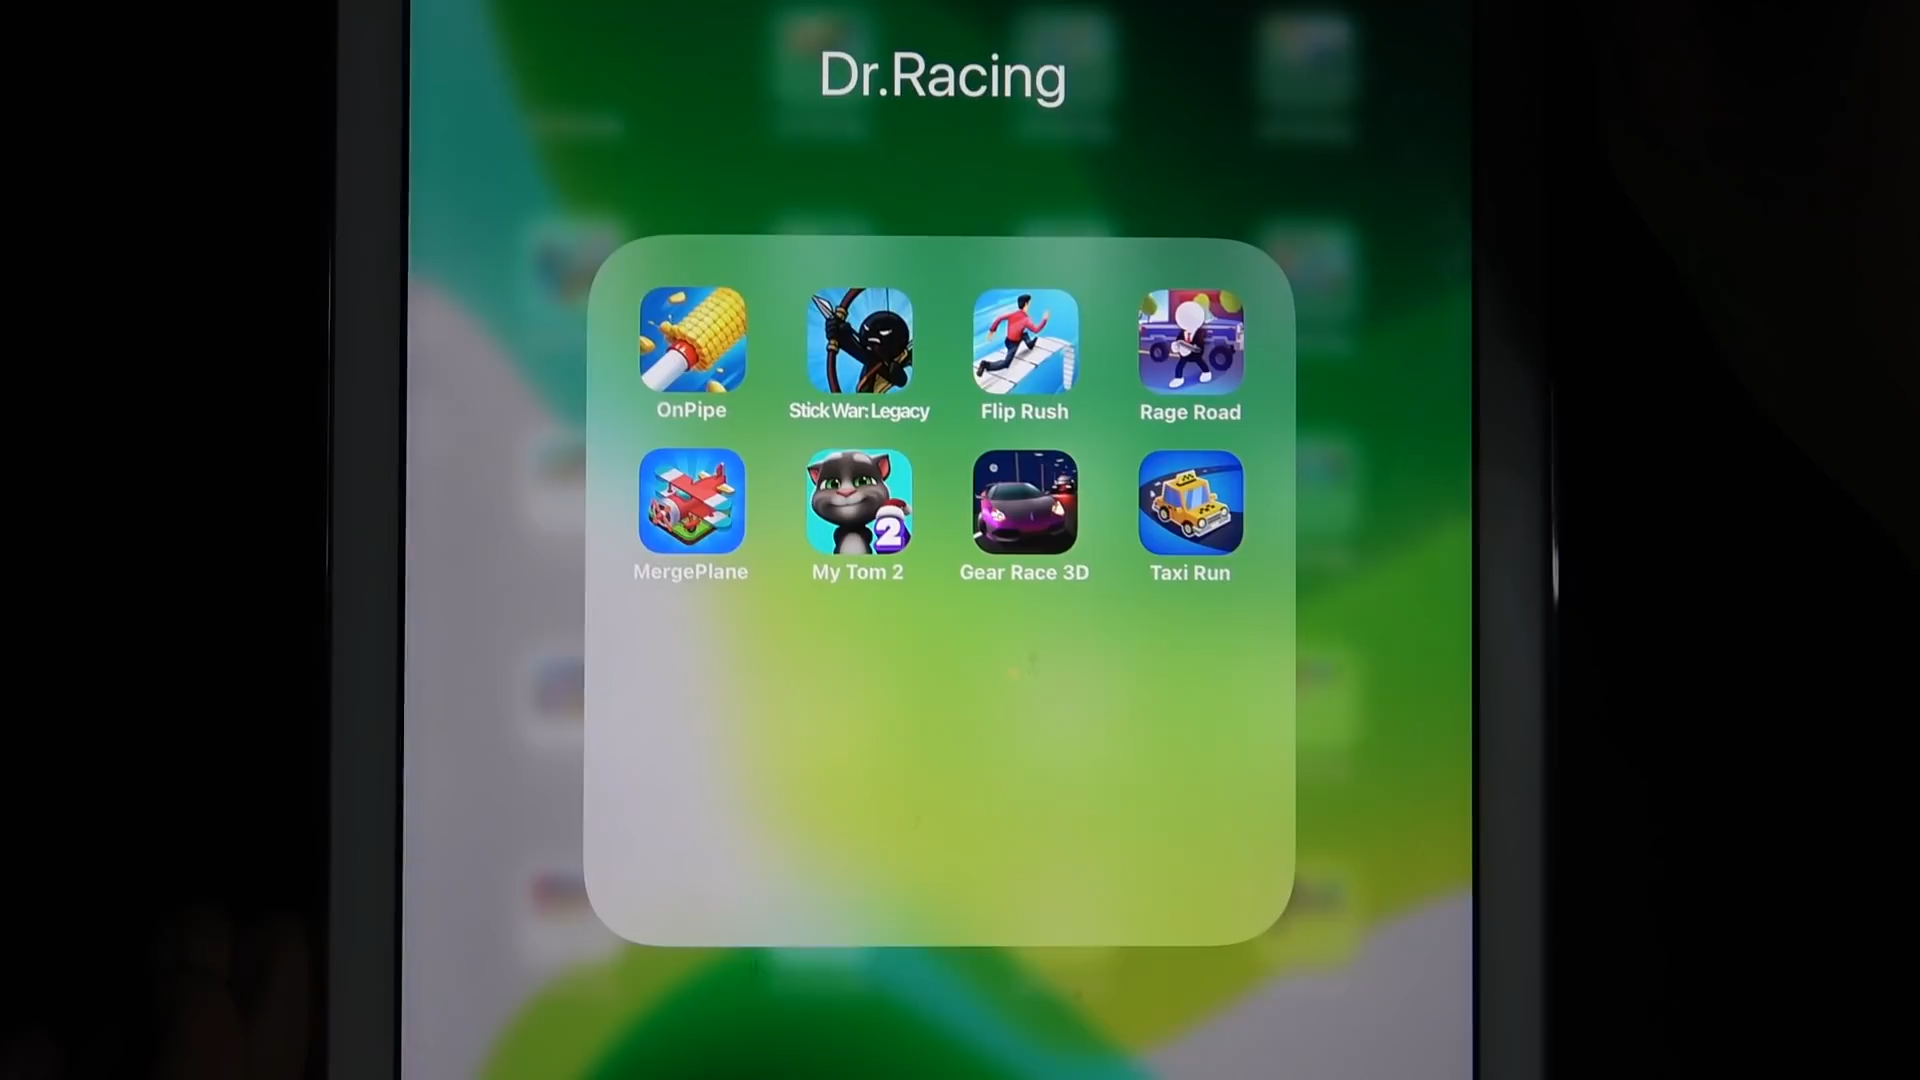 Dr.Racing
OnPipe Stick War: Legacy Flip Rush Rage Road
2
MergePlane My Tom 2 Gear Race 3D Taxi Run